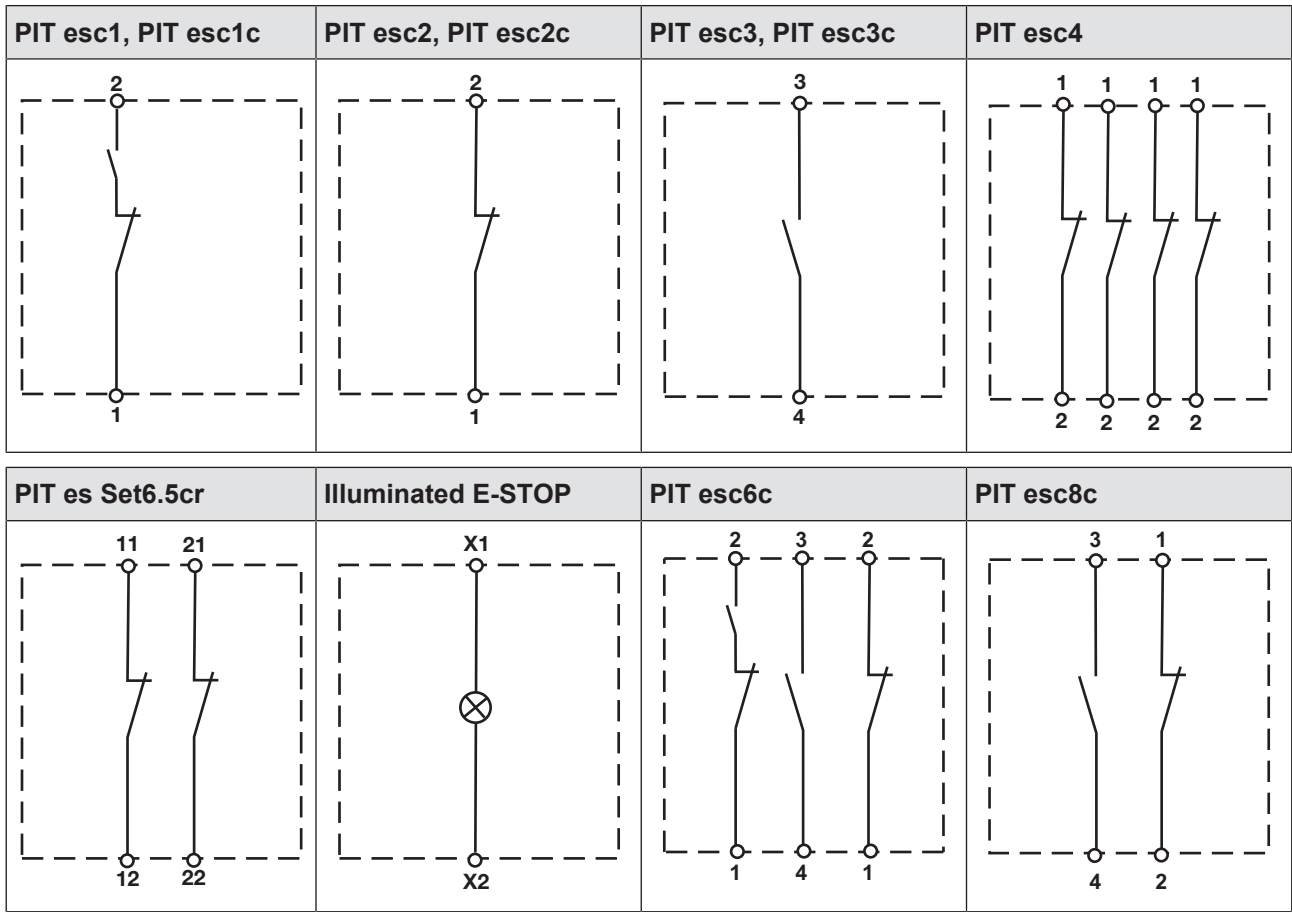 PIT esc1, PIT esc1c
PIT esc2, PIT esc2c
PIT esc3, PIT esc3c
PIT esc4
2
1
2
1
3
4
1 1 1 1
2 2 2 2
PIT es Set6.5cr
Illuminated E-STOP
PIT esc6c
PIT esc8c
11 21
12 22
X1
X2
2 3 2
1 4 1
3 1
4 2